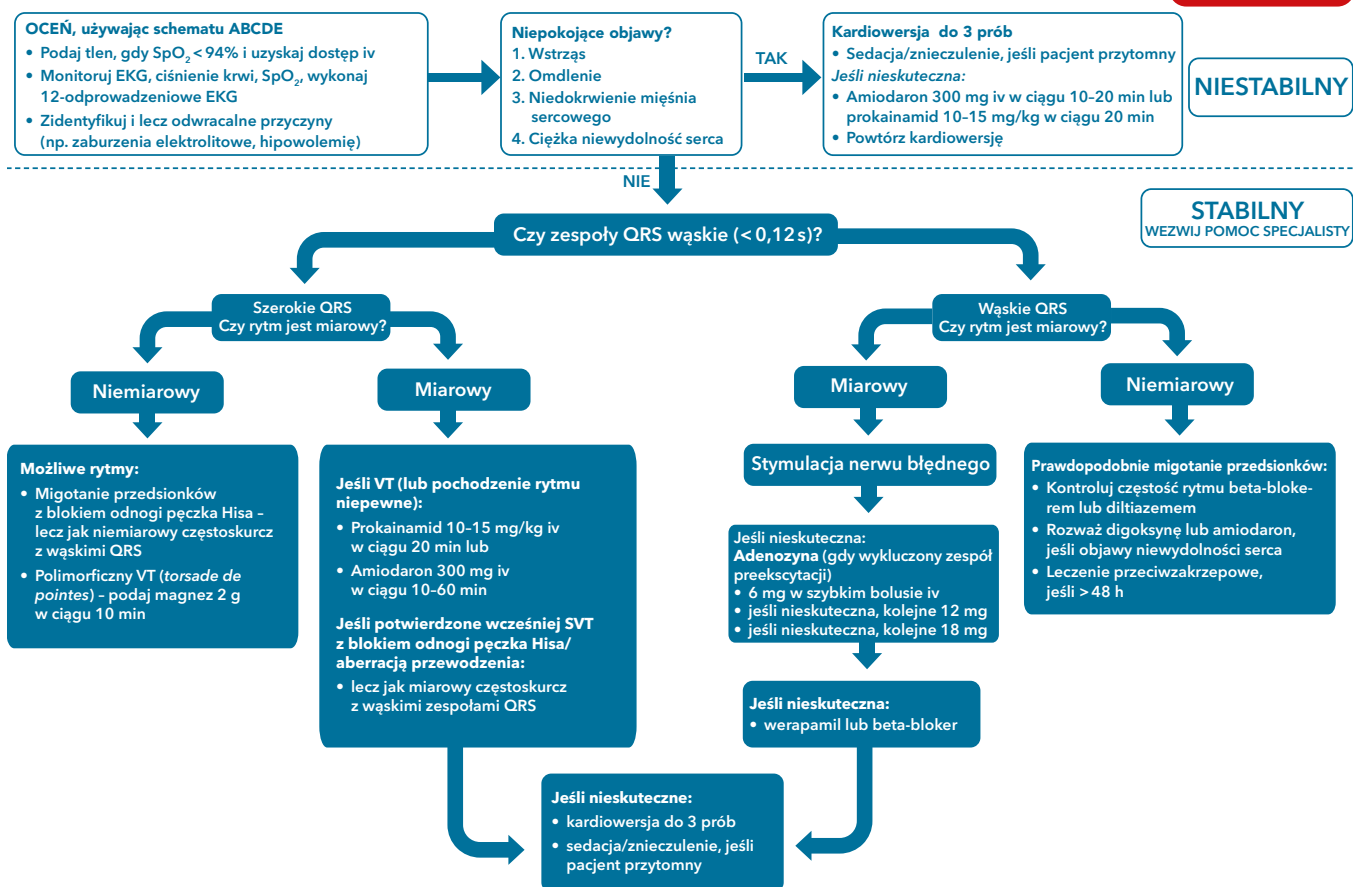 OCEŃ, używając schematu ABCDE
• Podaj tlen, gdy SpO₂ < 94% i uzyskaj dostęp iv
• Monitoruj EKG, ciśnienie krwi, SpO₂, wykonaj
12-odprowadzeniowe EKG
• Zidentyfikuj i lecz odwracalne przyczyny
(np. zaburzenia elektrolitowe, hipowolemię)
Niepokojące objawy?
1. Wstrząs
2. Omdlenie
3. Niedokrwienie mięśnia
sercowego
4. Ciężka niewydolność serca
TAK
Kardiowersja do 3 prób
• Sedacja/znieczulenie, jeśli pacjent przytomny
Jeśli nieskuteczna:
• Amiodaron 300 mg iv w ciągu 10–20 min lub
prokainamid 10–15 mg/kg w ciągu 20 min
• Powtórz kardiowersję
NIESTABILNY
NIE
STABILNY
WEZWIJ POMOC SPECJALISTY
Czy zespoły QRS wąskie (< 0,12 s)?
Szerokie QRS
Czy rytm jest miarowy?
Wąskie QRS
Czy rytm jest miarowy?
Niemiarowy
Miarowy
Miarowy
Niemiarowy
Możliwe rytmy:
• Migotanie przedsionków
z blokiem odnogi pęczka Hisa –
lecz jak niemiarowy częstoskurcz
z wąskimi QRS
• Polimorficzny VT (torsade de
pointes) – podaj magnez 2 g
w ciągu 10 min
Jeśli VT (lub pochodzenie rytmu
niepewne):
• Prokainamid 10–15 mg/kg iv
w ciągu 20 min lub
• Amiodaron 300 mg iv
w ciągu 10–60 min
Jeśli potwierdzone wcześniej SVT
z blokiem odnogi pęczka Hisa/
aberracją przewodzenia:
• lecz jak miarowy częstoskurcz
z wąskimi zespołami QRS
Stymulacja nerwu błędnego
Jeśli nieskuteczna:
Adenozyna (gdy wykluczony zespół
preekscytacji)
• 6 mg w szybkim bolusie iv
• jeśli nieskuteczna, kolejne 12 mg
• jeśli nieskuteczna, kolejne 18 mg
Jeśli nieskuteczna:
• werapamil lub beta-bloker
Prawdopodobnie migotanie przedsionków:
• Kontroluj częstość rytmu beta-bloke-
rem lub diltiazemem
• Rozważ digoksynę lub amiodaron,
jeśli objawy niewydolności serca
• Leczenie przeciwzakrzepowe,
jeśli > 48 h
Jeśli nieskuteczne:
• kardiowersja do 3 prób
• sedacja/znieczulenie, jeśli
pacjent przytomny